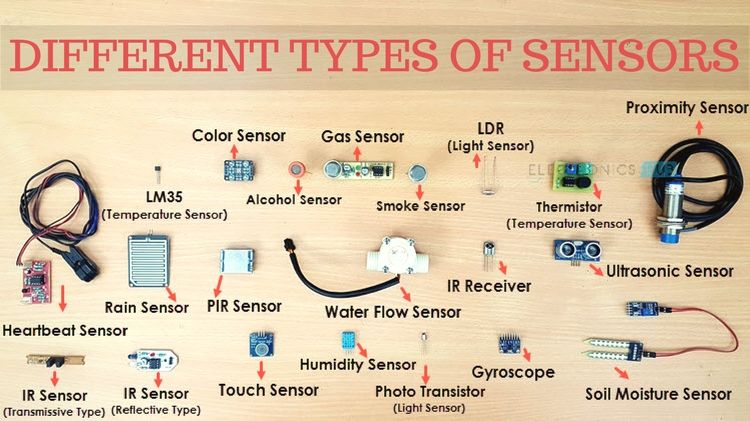 DIFFERENT TYPES OF SENSORS
Proximity Sensor
Color Sensor
Gas Sensor
LDR
(Light Sensor)
ELECTRONICS HUB
LM35
(Temperature Sensor)
Alcohol Sensor
Smoke Sensor
Thermistor
(Temperature Sensor)
Rain Sensor
PIR Sensor
Water Flow Sensor
IR Receiver
Ultrasonic Sensor
Heartbeat Sensor
IR Sensor
(Transmissive Type)
IR Sensor
(Reflective Type)
Touch Sensor
Humidity Sensor
Photo Transistor
(Light Sensor)
Gyroscope
Soil Moisture Sensor